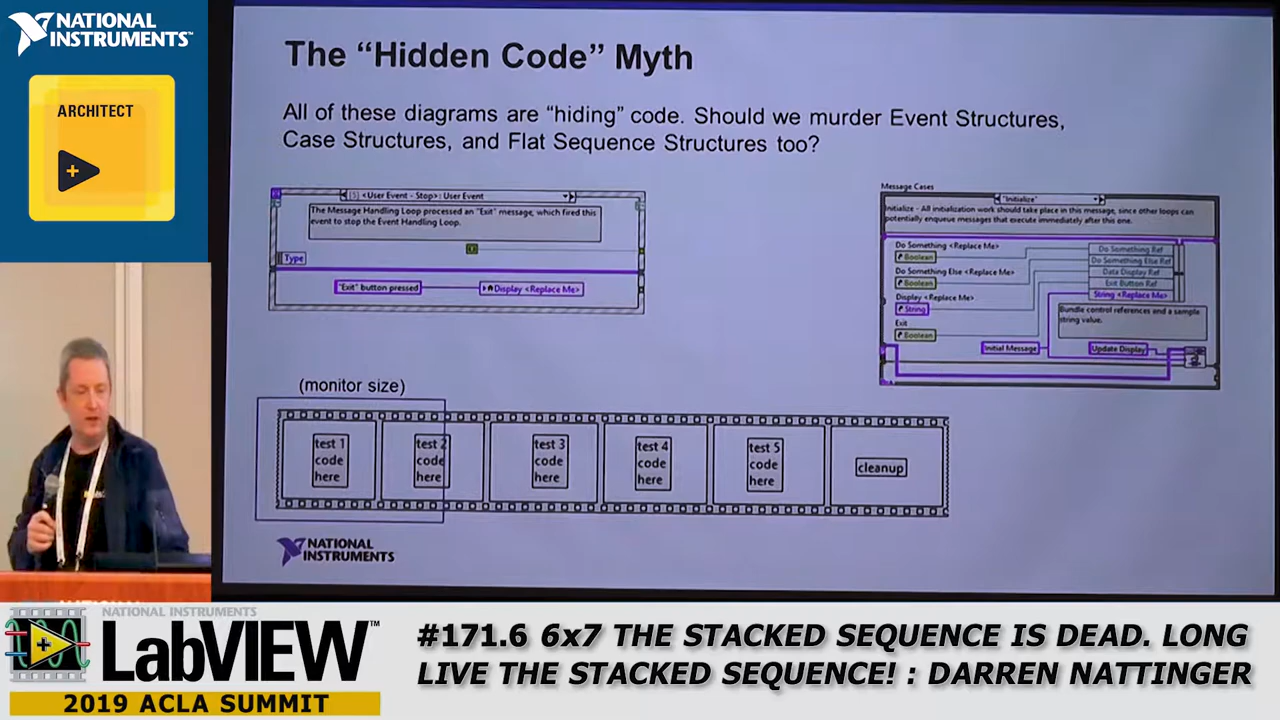 NATIONAL
INSTRUMENTS™
ARCHITECT
The “Hidden Code” Myth
All of these diagrams are “hiding” code. Should we murder Event Structures,
Case Structures, and Flat Sequence Structures too?
[5] <User Event - Stop>: User Event
The Message Handling Loop processed an "Exit" message, which fired this
event to stop the Event Handling Loop.
Type
"Exit" button pressed
Display <Replace Me>
Message Cases
"Initialize"
Initialize - All initialization work should take place in this message, since other loops can
potentially enqueue messages that execute immediately after this one.
Do Something <Replace Me>
Boolean
Do Something Else <Replace Me>
Boolean
Display <Replace Me>
String
Exit
Boolean
Do Something Ref
Do Something Else Ref
Data Display Ref
Exit Button Ref
String <Replace Me>
Bundle control references and a sample
string value.
Initial Message
Update Display
(monitor size)
test 1
code
here
test 2
code
here
test 3
code
here
test 4
code
here
test 5
code
here
cleanup
NATIONAL
INSTRUMENTS
NATIONAL INSTRUMENTS
LabVIEW™
2019 ACLA SUMMIT
#171.6 6x7 THE STACKED SEQUENCE IS DEAD. LONG
LIVE THE STACKED SEQUENCE! : DARREN NATTINGER